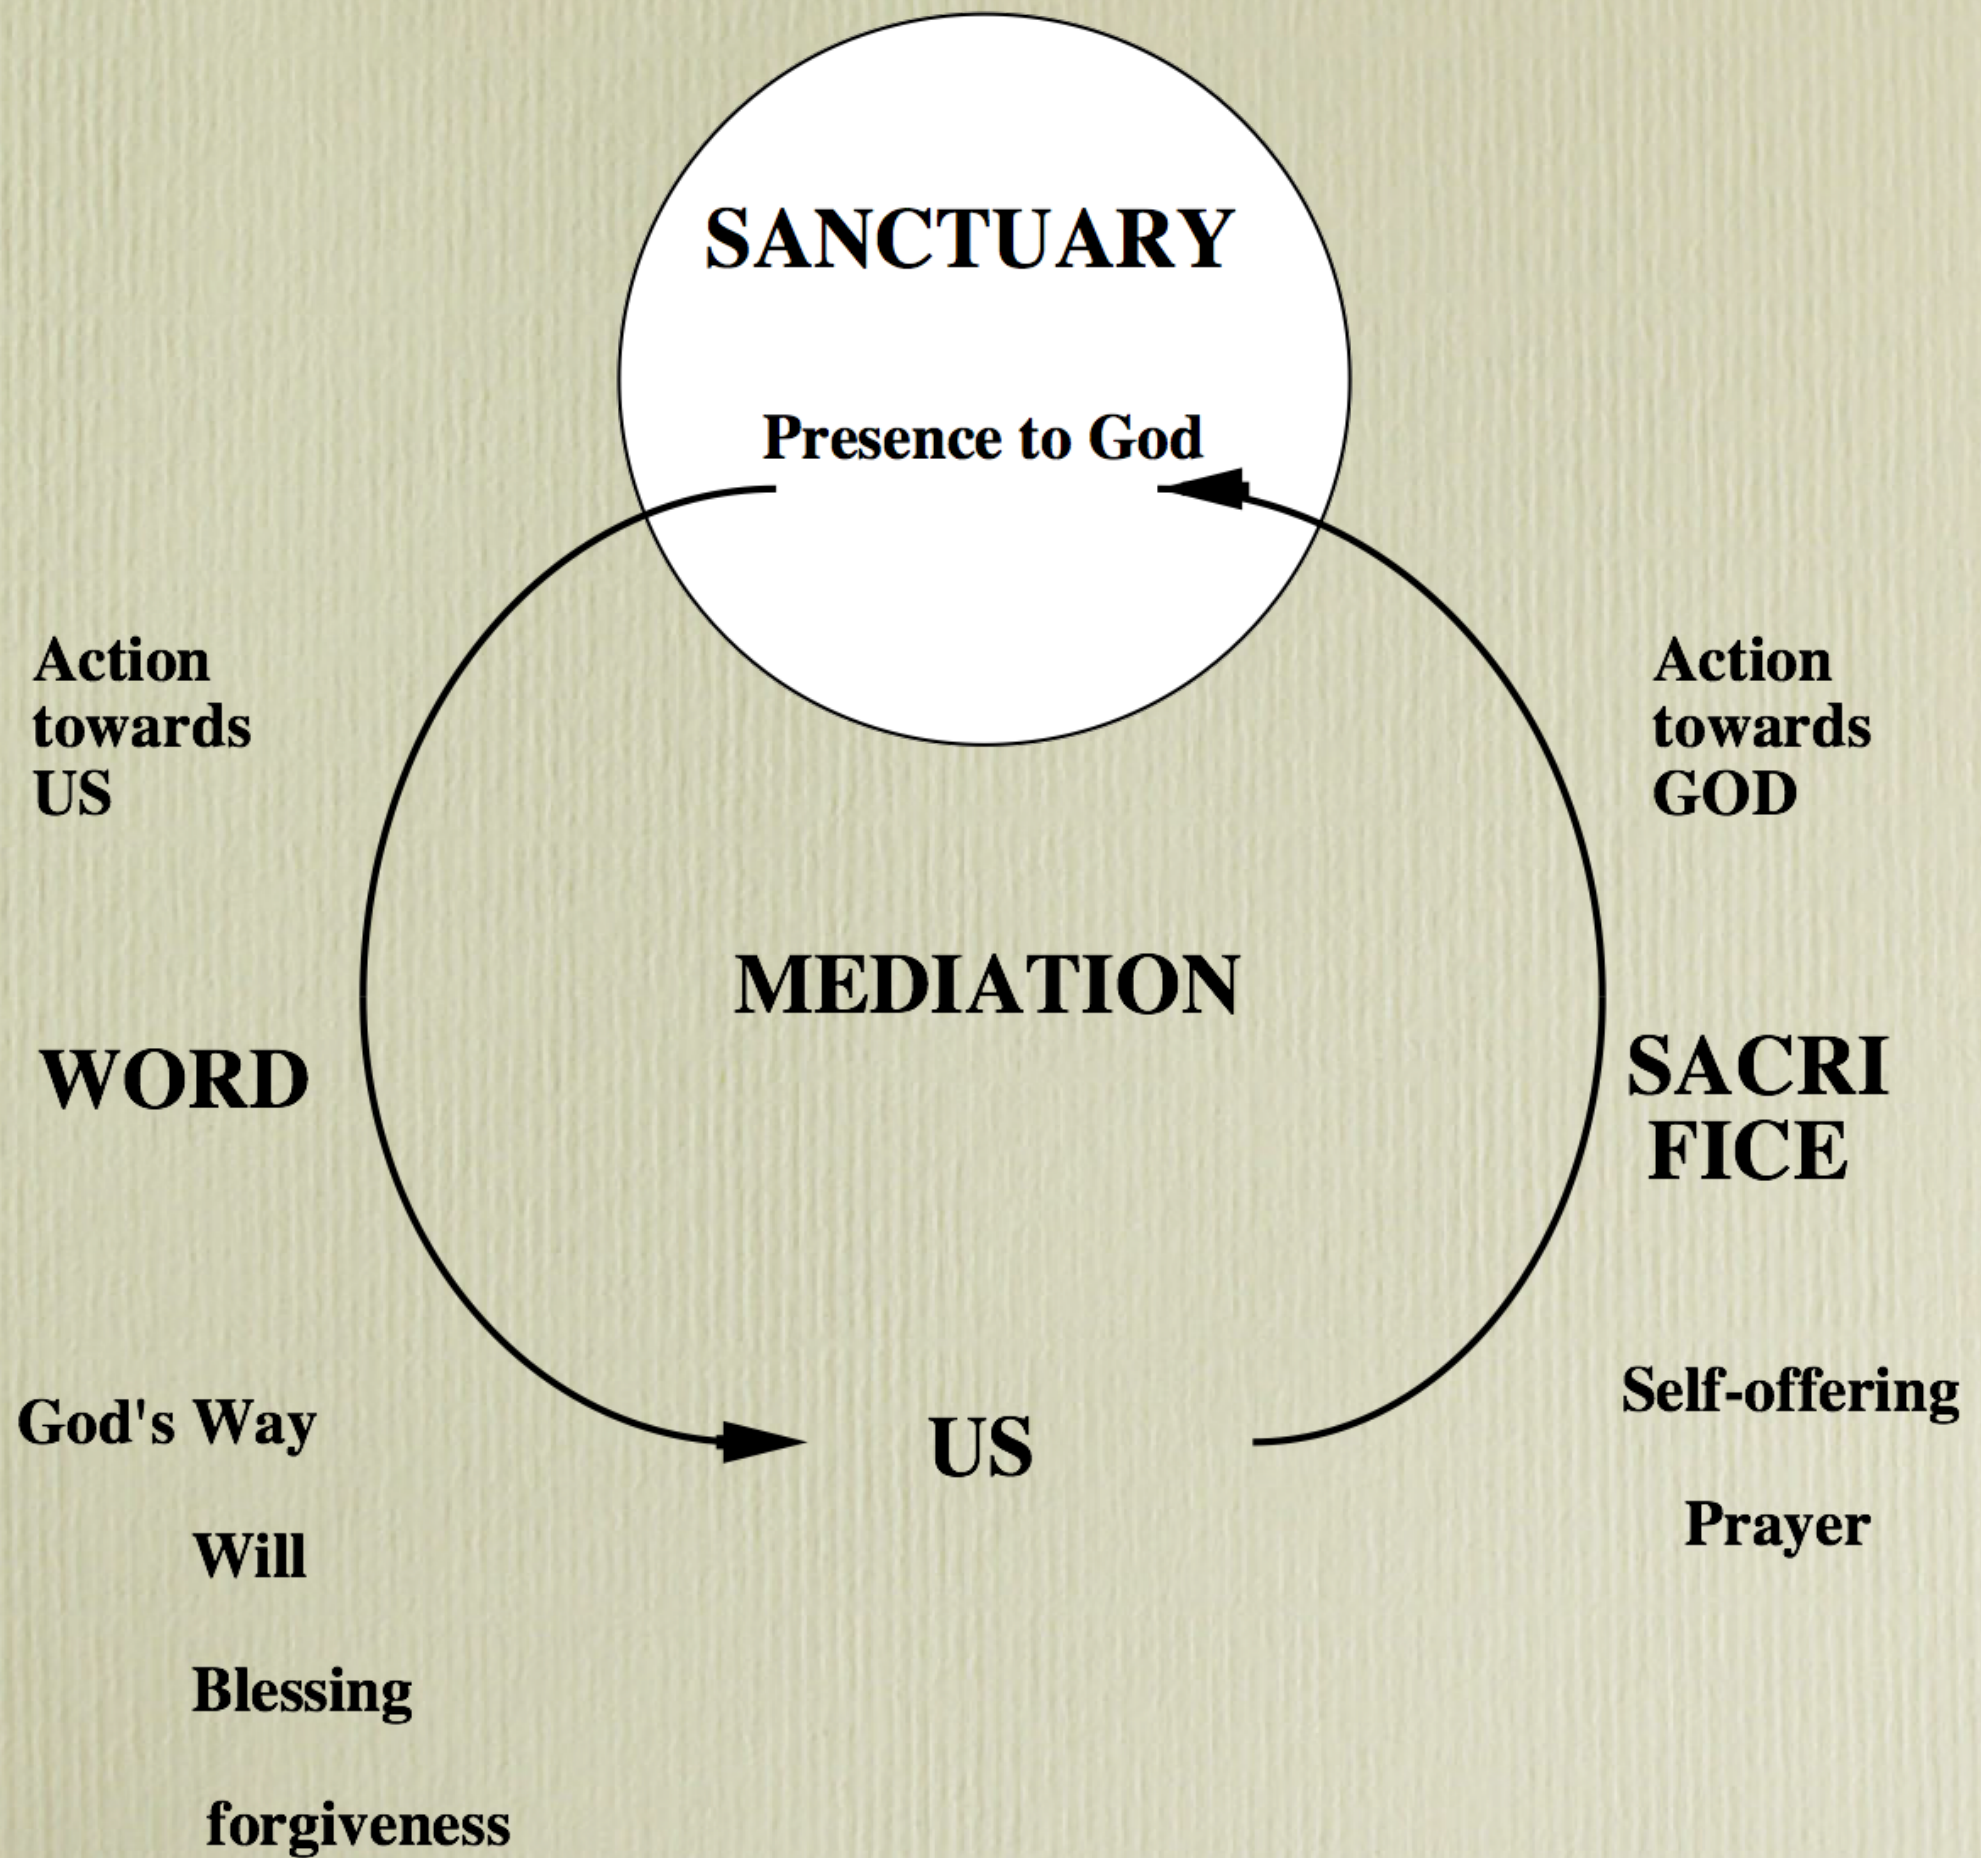 SANCTUARY
Presence to God
Action
towards
US
Action
towards
GOD
MEDIATION
WORD
SACRI
FICE
God's Way
Will
Blessing
forgiveness
US
Self-offering
Prayer